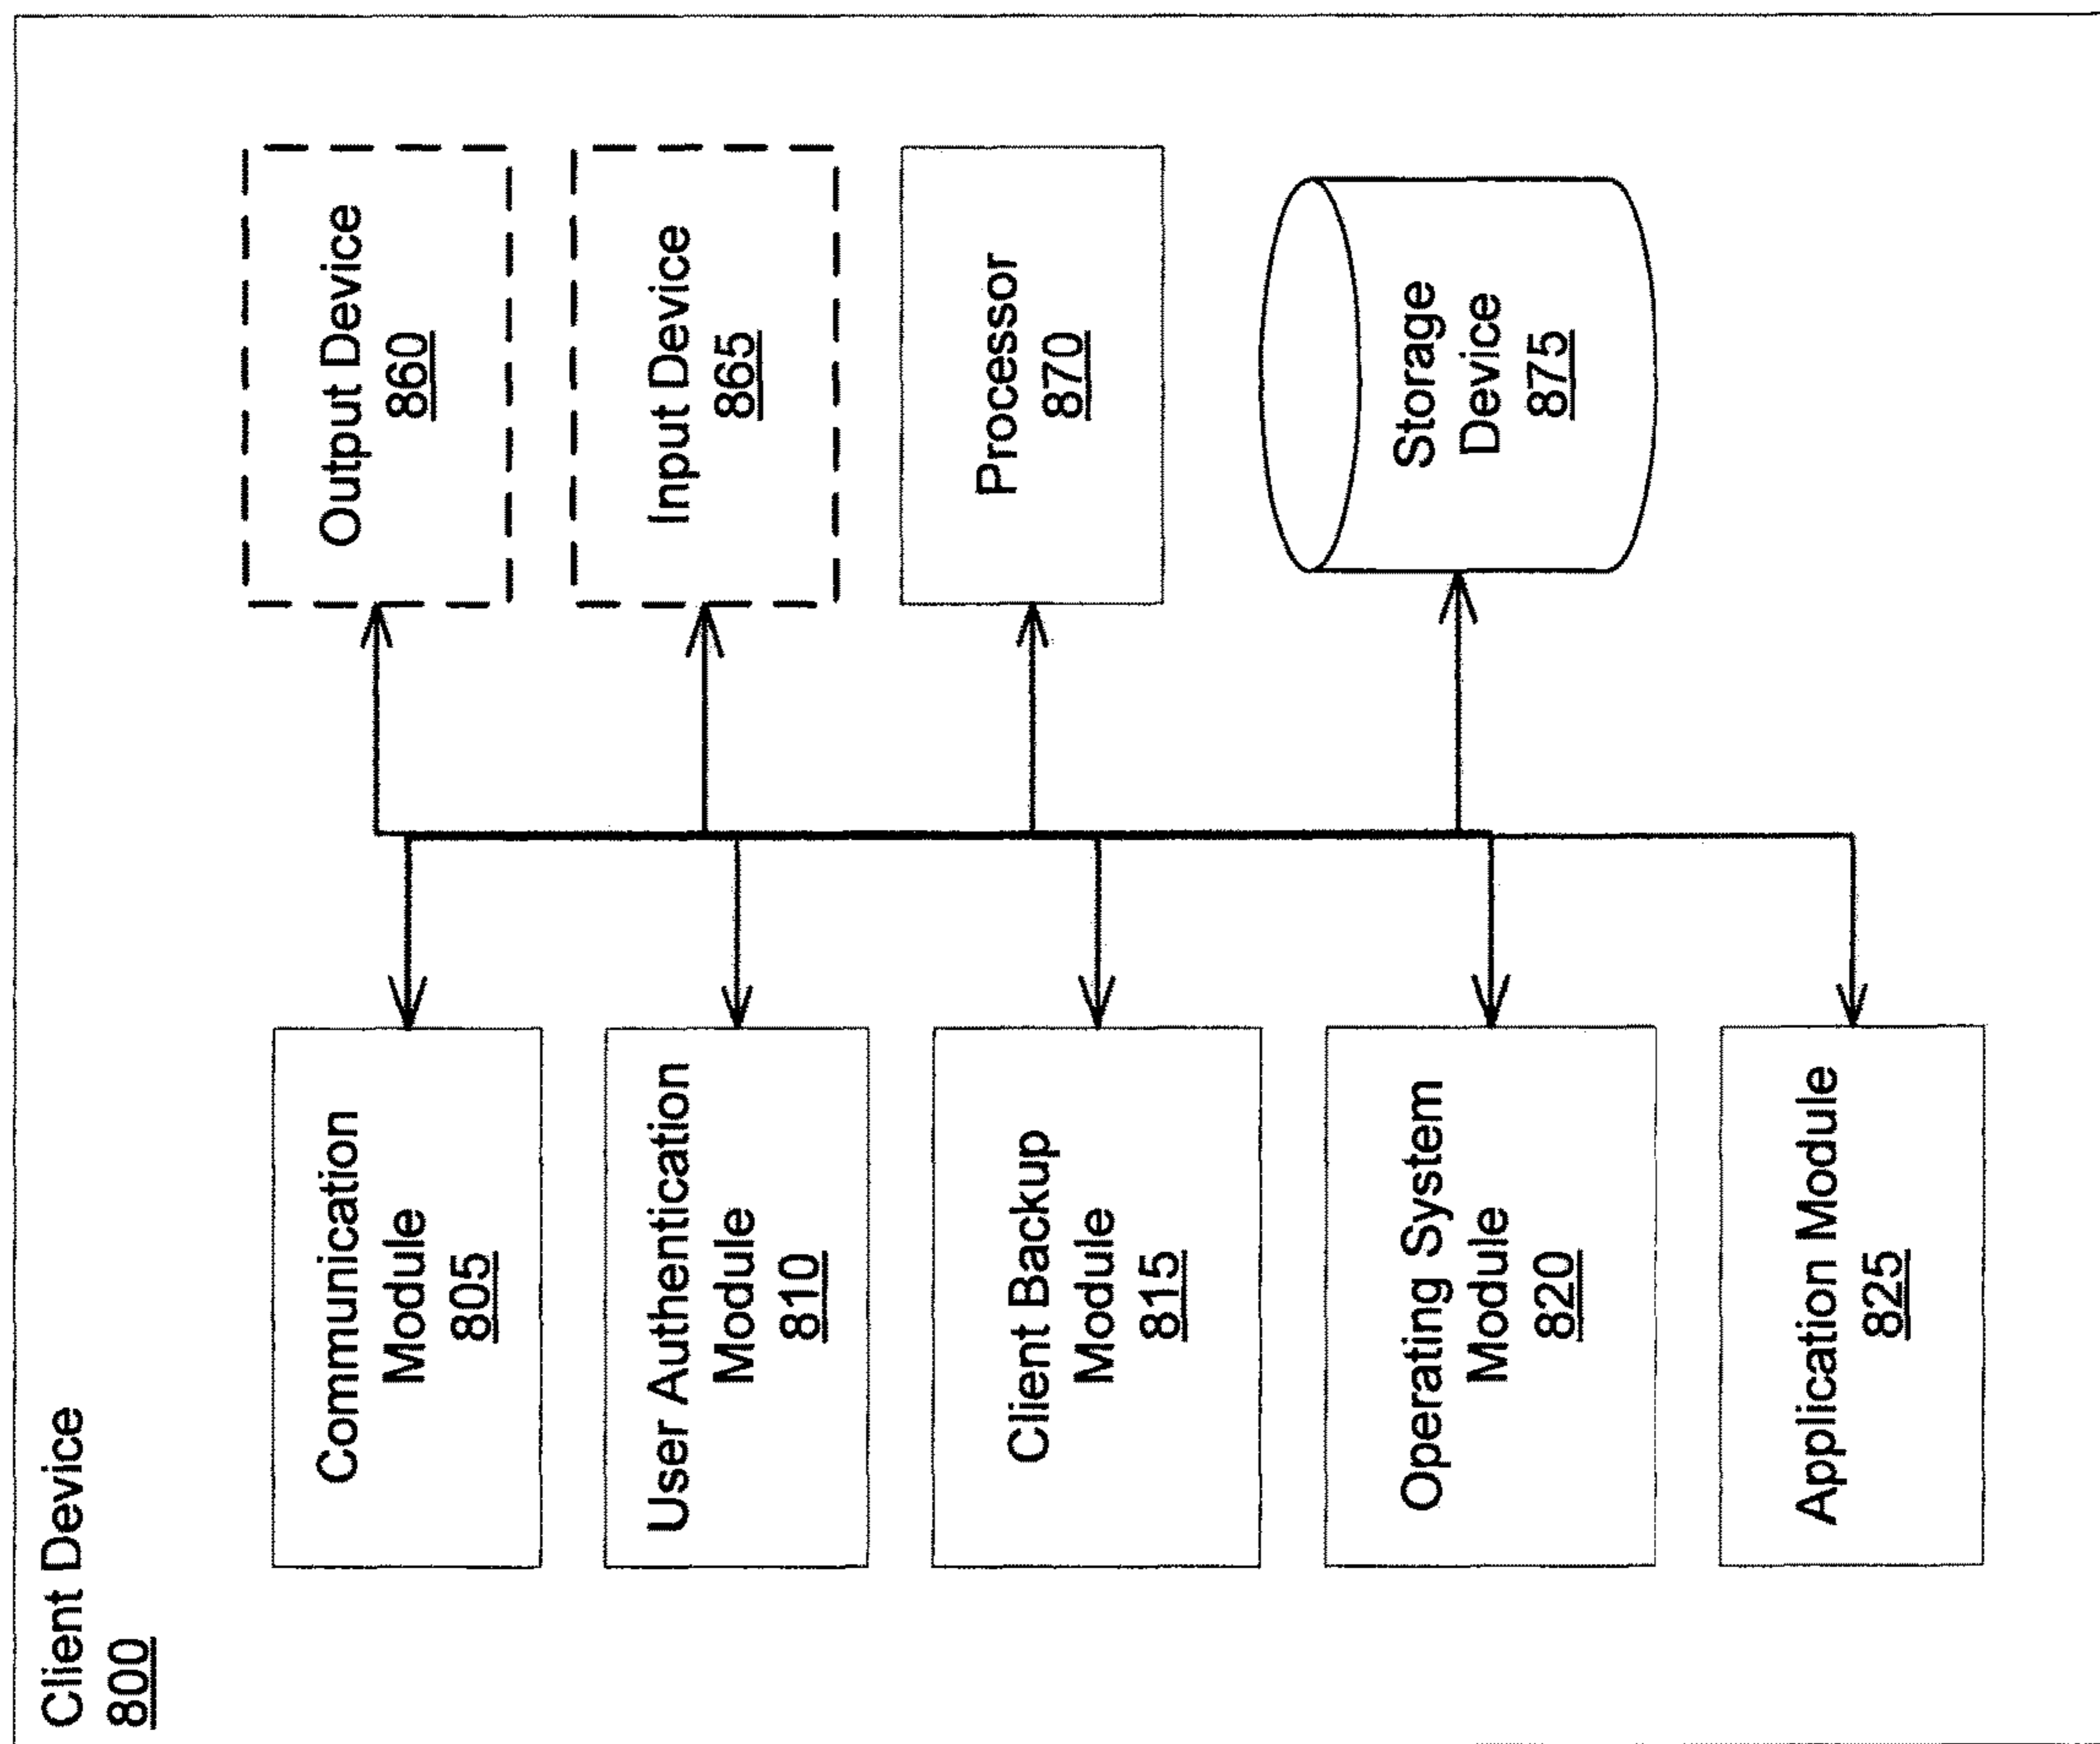 Client Device
800
Communication
Module
805
User Authentication
Module
810
Client Backup
Module
815
Operating System
Module
820
Application Module
825
Output Device
860
Input Device
865
Processor
870
Storage
Device
875